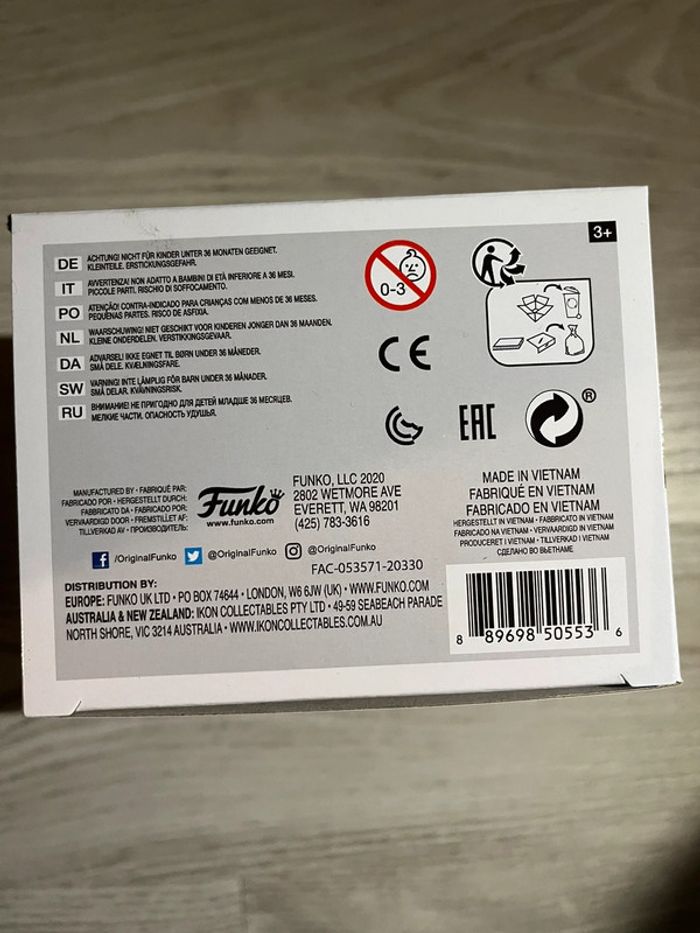 3+
DE ACHTUNG! NICHT FÜR KINDER UNTER 36 MONATEN GEEIGNET.
KLEINTEILE. ERSTICKUNGSGEFAHR.
IT AVVERTENZA! NON ADATTO A BAMBINI DI ETÀ INFERIORE A 36 MESI.
PICCOLE PARTI. RISCHIO DI SOFFOCAMENTO.
PO ATENÇÃO! CONTRA-INDICADO PARA CRIANÇAS COM MENOS DE 36 MESES.
PEQUENAS PARTES. RISCO DE ASFIXIA.
NL WAARSCHUWING! NIET GESCHIKT VOOR KINDEREN JONGER DAN 36 MAANDEN.
KLEINE ONDERDELEN. VERSTIKKINGSGEVAAR.
DA ADVARSEL! IKKE EGNET TIL BØRN UNDER 36 MÅNEDER.
SMÅ DELE. KVÆLNINGSFARE.
SW VARNING! INTE LÄMPLIG FÖR BARN UNDER 36 MÅNADER.
SMÅ DELAR. KVÄVNINGSRISK.
RU ВНИМАНИЕ! НЕ ПРИГОДНО ДЛЯ ДЕТЕЙ МЛАДШЕ 36 МЕСЯЦЕВ.
МЕЛКИЕ ЧАСТИ. ОПАСНОСТЬ УДУШЬЯ.
0-3
CE
EAC
®
MANUFACTURED BY • FABRIQUÉ PAR:
FABRICADO POR • HERGESTELLT DURCH:
FABBRICATO DA • FABRICADO POR:
VERVAARDIGD DOOR • FREMSTILLET AF:
TILLVERKAD AV • ПРОИЗВОДИТЕЛЬ:
Funko
www.funko.com
FUNKO, LLC 2020
2802 WETMORE AVE
EVERETT, WA 98201
(425) 783-3616
/OriginalFunko @OriginalFunko @OriginalFunko
FAC-053571-20330
MADE IN VIETNAM
FABRIQUÉ EN VIETNAM
FABRICADO EN VIETNAM
HERGESTELLT IN VIETNAM • FABBRICATO IN VIETNAM
FABRICADO NA VIETNAM • VERVAARDIGD IN VIETNAM
PRODUCERET I VIETNAM • TILLVERKAD I VIETNAM
СДЕЛАНО ВО ВЬЕТНАМЕ
DISTRIBUTION BY:
EUROPE: FUNKO UK LTD • PO BOX 74644 • LONDON, W6 6JW (UK) • WWW.FUNKO.COM
AUSTRALIA & NEW ZEALAND: IKON COLLECTABLES PTY LTD • 49-59 SEABEACH PARADE
NORTH SHORE, VIC 3214 AUSTRALIA • WWW.IKONCOLLECTABLES.COM.AU
8 89698 50553 6